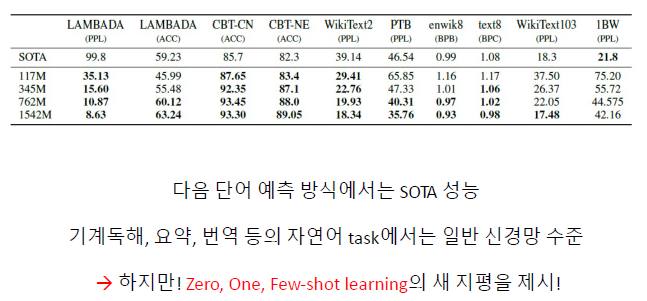 LAMBADA LAMBADA CBT-CN CBT-NE WikiText2 PTB enwik8 text8 WikiText103 1BW
(PPL) (ACC) (ACC) (ACC) (PPL) (PPL) (BPB) (BPC) (PPL) (PPL)
SOTA 99.8 59.23 85.7 82.3 39.14 46.54 0.99 1.08 18.3 21.8
117M 35.13 45.99 87.65 83.4 29.41 65.85 1.16 1.17 37.50 75.20
345M 15.60 55.48 92.35 87.1 22.76 47.33 1.01 1.06 26.37 55.72
762M 10.87 60.12 93.45 88.0 19.93 40.31 0.97 1.02 22.05 44.575
1542M 8.63 63.24 93.30 89.05 18.34 35.76 0.93 0.98 17.48 42.16
다음 단어 예측 방식에서는 SOTA 성능
기계독해, 요약, 번역 등의 자연어 task에서는 일반 신경망 수준
→ 하지만! Zero, One, Few-shot learning의 새 지평을 제시!